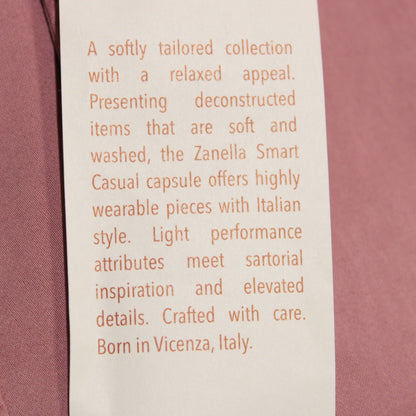 A softly tailored collection
with a relaxed appeal.
Presenting deconstructed
items that are soft and
washed, the Zanella Smart
Casual capsule offers highly
wearable pieces with Italian
style. Light performance
attributes meet sartorial
inspiration and elevated
details. Crafted with care.
Born in Vicenza, Italy.